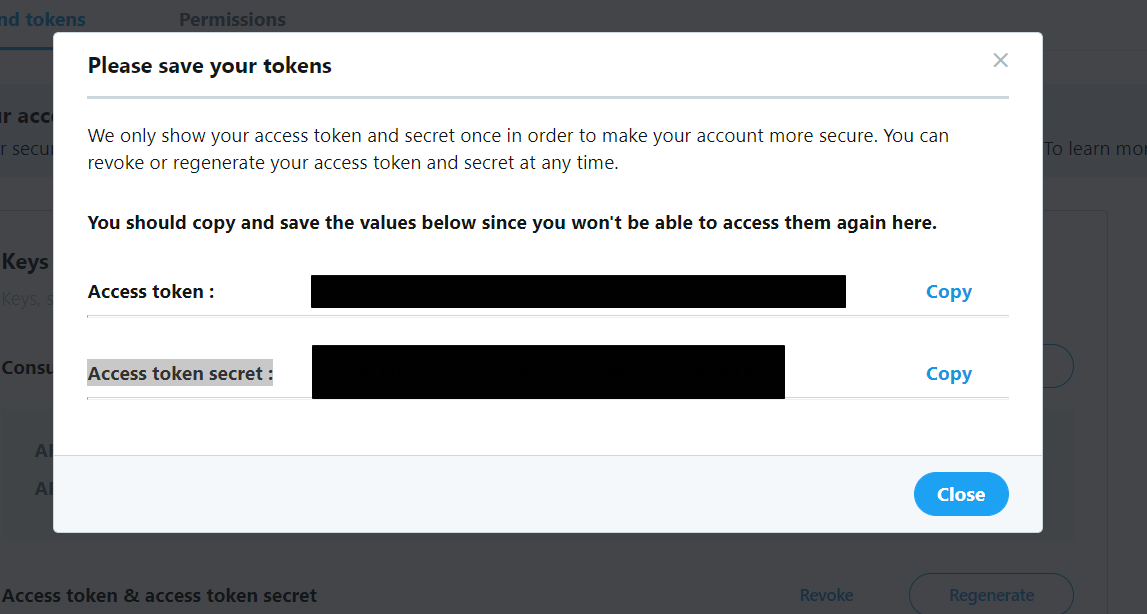 nd tokens Permissions
Please save your tokens
×
r acc
We only show your access token and secret once in order to make your account more secure. You can
r secu
To learn mor
revoke or regenerate your access token and secret at any time.
You should copy and save the values below since you won't be able to access them again here.
Keys
Access token : Copy
Keys, s
Consu
Access token secret : Copy
AP
AP
Close
Access token & access token secret Revoke Regenerate